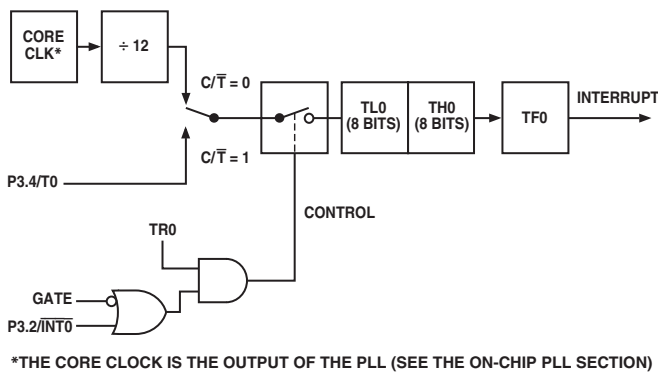 CORE
CLK*
÷ 12
C/T̅ = 0
TL0
(8 BITS)
TH0
(8 BITS)
TF0
INTERRUPT
C/T̅ = 1
P3.4/T0
CONTROL
TR0
GATE
P3.2/I̅N̅T̅0̅
*THE CORE CLOCK IS THE OUTPUT OF THE PLL (SEE THE ON-CHIP PLL SECTION)